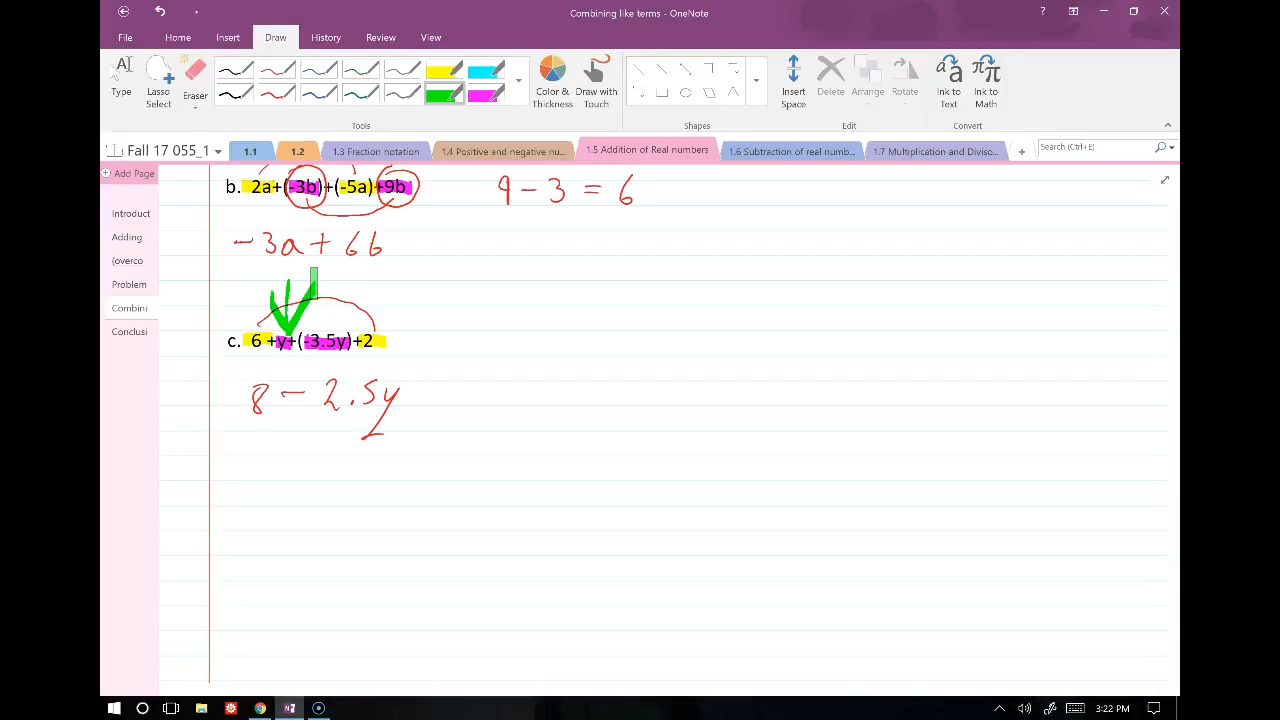 Combining like terms - OneNote
?
File Home Insert Draw History Review View
Type Lasso Select Eraser Color & Thickness Draw with Touch Insert Space Delete Arrange Rotate Ink to Text Ink to Math
Tools Shapes Edit Convert
Fall 17 055_1 1.1 1.2 1.3 Fraction notation 1.4 Positive and negative nu... 1.5 Addition of Real numbers 1.6 Subtraction of real numb... 1.7 Multiplication and Diviso... + Search (Ctrl+E)
Add Page
b. 2a+(-3b)+(-5a)+9b 9 - 3 = 6
Introduct
Adding
-3a + 6b
(overco
Problem
Combini
Conclusi
c. 6 +y+(-3.5y)+2
8 - 2.5y
3:22 PM